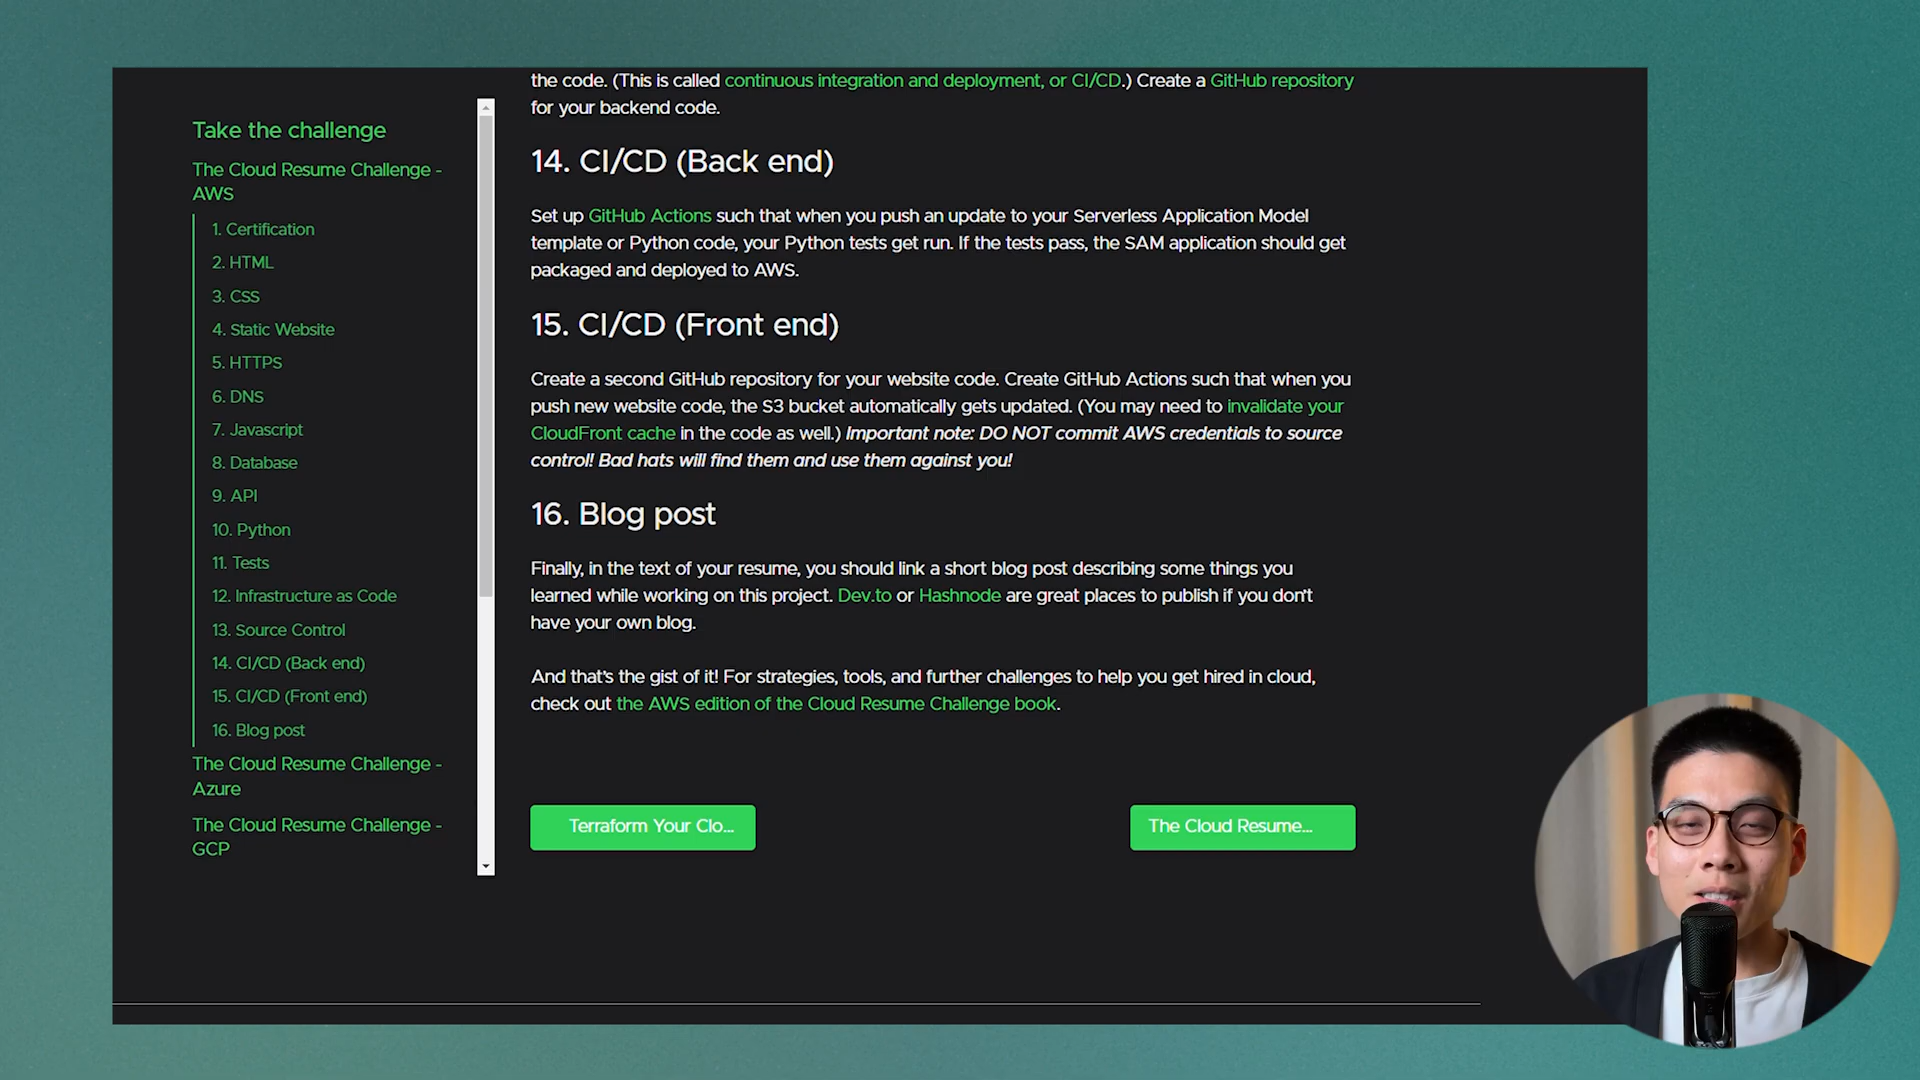 Take the challenge
The Cloud Resume Challenge -
AWS
1. Certification
2. HTML
3. CSS
4. Static Website
5. HTTPS
6. DNS
7. Javascript
8. Database
9. API
10. Python
11. Tests
12. Infrastructure as Code
13. Source Control
14. CI/CD (Back end)
15. CI/CD (Front end)
16. Blog post
The Cloud Resume Challenge -
Azure
The Cloud Resume Challenge -
GCP
the code. (This is called continuous integration and deployment, or CI/CD.) Create a GitHub repository
for your backend code.
14. CI/CD (Back end)
Set up GitHub Actions such that when you push an update to your Serverless Application Model
template or Python code, your Python tests get run. If the tests pass, the SAM application should get
packaged and deployed to AWS.
15. CI/CD (Front end)
Create a second GitHub repository for your website code. Create GitHub Actions such that when you
push new website code, the S3 bucket automatically gets updated. (You may need to invalidate your
CloudFront cache in the code as well.) Important note: DO NOT commit AWS credentials to source
control! Bad hats will find them and use them against you!
16. Blog post
Finally, in the text of your resume, you should link a short blog post describing some things you
learned while working on this project. Dev.to or Hashnode are great places to publish if you don't
have your own blog.
And that's the gist of it! For strategies, tools, and further challenges to help you get hired in cloud,
check out the AWS edition of the Cloud Resume Challenge book.
Terraform Your Clo...
The Cloud Resume...